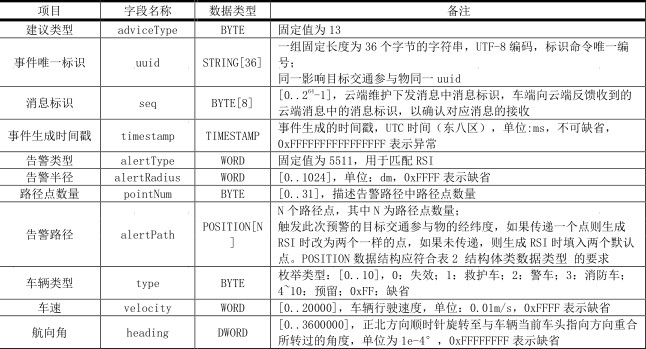 项目 字段名称 数据类型 备注
建议类型 adviceType BYTE 固定值为 13
事件唯一标识 uuid STRING[36] 一组固定长度为 36 个字节的字符串，UTF-8 编码，标识命令唯一编
号；
同一影响目标交通参与物同一 uuid
消息标识 seq BYTE[8] [0..2⁶⁴-1]，云端维护下发消息中消息标识，车端向云端反馈收到的
云端消息中的消息标识，以确认对应消息的接收
事件生成时间戳 timestamp TIMESTAMP 事件生成的时间戳，UTC 时间（东八区），单位:ms，不可缺省，
0xFFFFFFFFFFFFFFFF 表示异常
告警类型 alertType WORD 固定值为 5511，用于匹配 RSI
告警半径 alertRadius WORD [0..1024]，单位：dm，0xFFFF 表示缺省
路径点数量 pointNum BYTE [0..31]，描述告警路径中路径点数量
告警路径 alertPath POSITION[N
] N 个路径点，其中 N 为路径点数量；
触发此次预警的目标交通参与物的经纬度，如果传递一个点则生成
RSI 时改为两个一样的点，如果未传递，则生成 RSI 时填入两个默认
点。POSITION 数据结构应符合表 2 结构体类数据类型 的要求
车辆类型 type BYTE 枚举类型；[0..10]，0：失效；1：救护车；2：警车；3：消防车；
4~10：预留；0xFF：缺省
车速 velocity WORD [0..20000]，车辆行驶速度，单位：0.01m/s，0xFFFF 表示缺省
航向角 heading DWORD [0..3600000]，正北方向顺时针旋转至与车辆当前车头指向方向重合
所转过的角度，单位为 1e-4°，0xFFFFFFFF 表示缺省